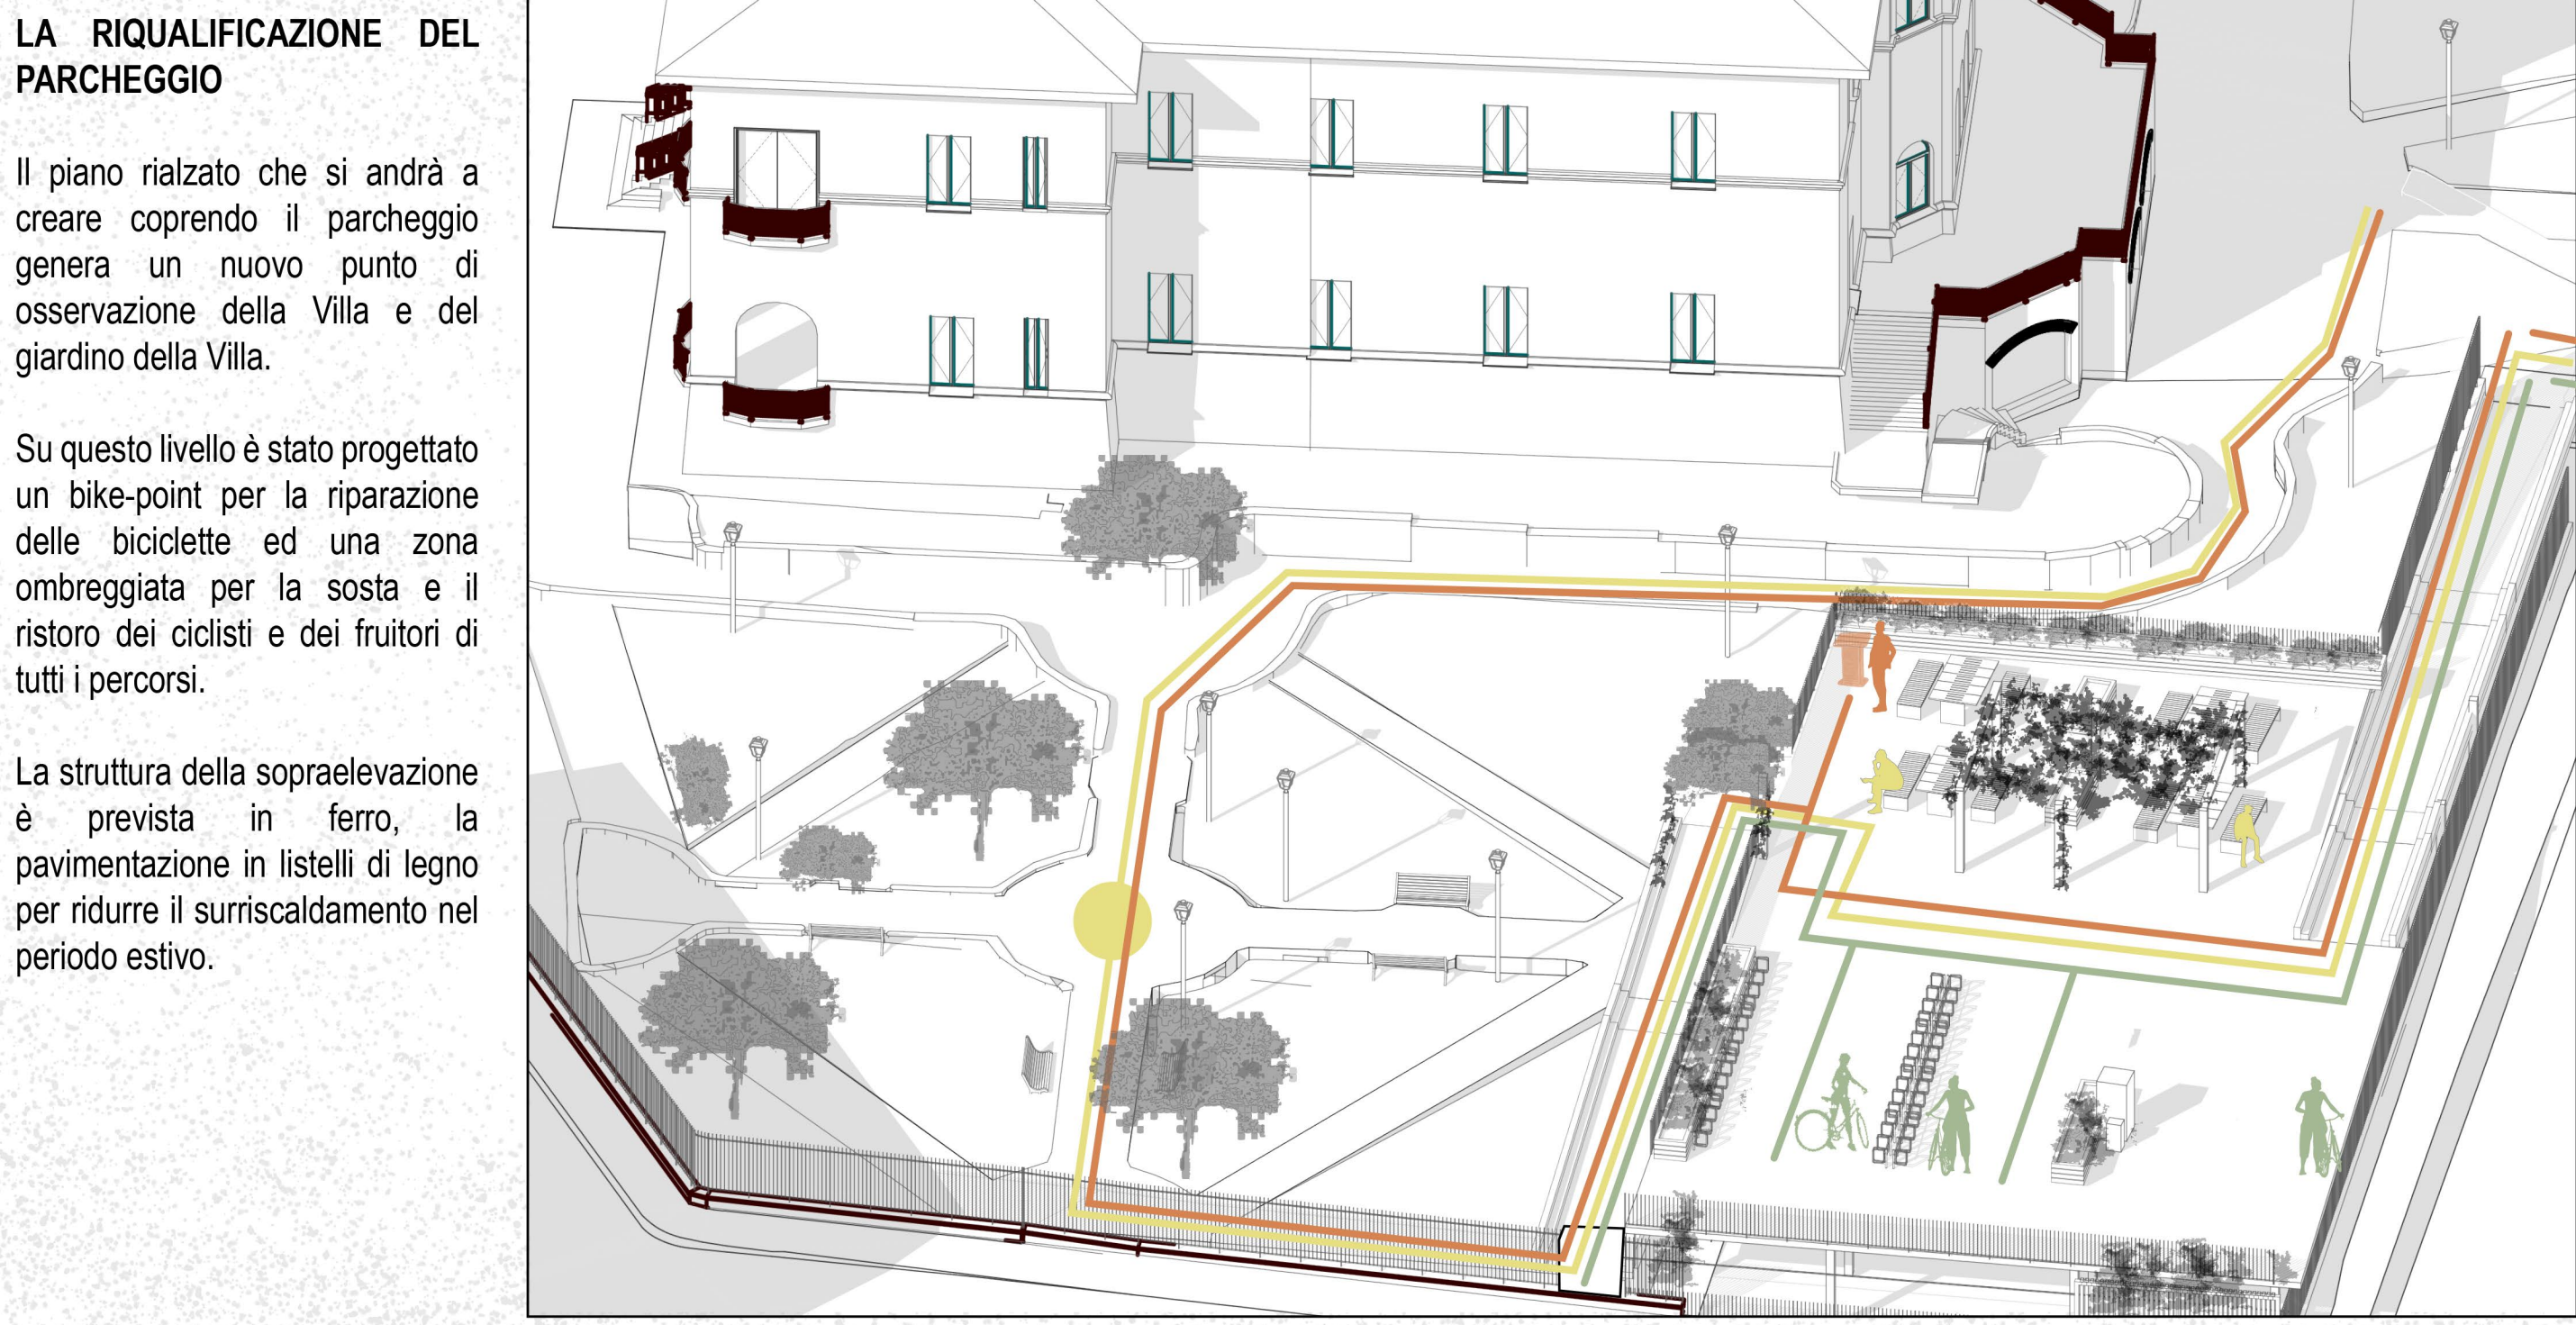 LA RIQUALIFICAZIONE DEL
PARCHEGGIO
Il piano rialzato che si andrà a
creare coprendo il parcheggio
genera un nuovo punto di
osservazione della Villa e del
giardino della Villa.
Su questo livello è stato progettato
un bike-point per la riparazione
delle biciclette ed una zona
ombreggiata per la sosta e il
ristoro dei ciclisti e dei fruitori di
tutti i percorsi.
La struttura della sopraelevazione
è prevista in ferro, la
pavimentazione in listelli di legno
per ridurre il surriscaldamento nel
periodo estivo.